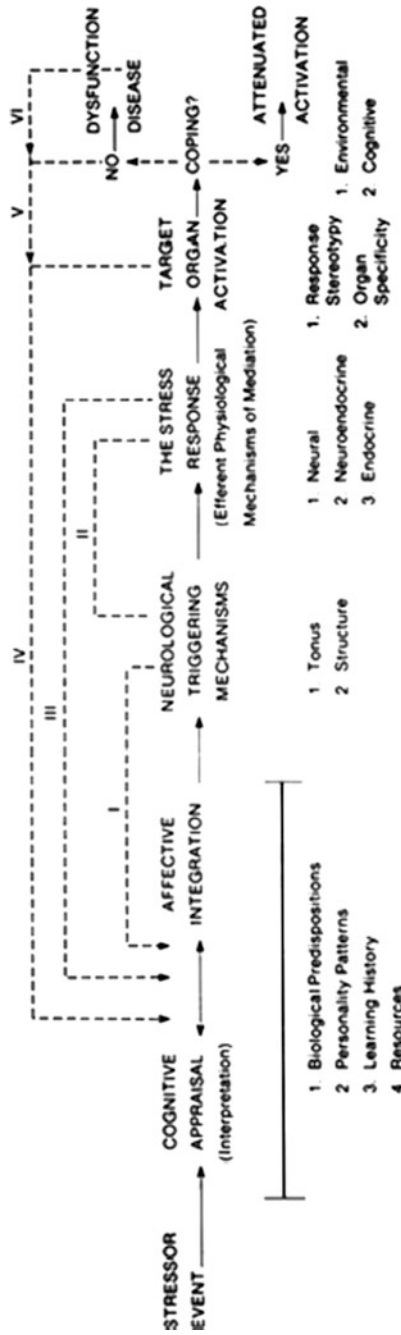 STRESSOR
EVENT
COGNITIVE
APPRAISAL
(Interpretation)
AFFECTIVE
INTEGRATION
1. Biological Predispositions
2 Personality Patterns
3. Learning History
4 Resources
NEUROLOGICAL
TRIGGERING
MECHANISMS
1 Tonus
2 Structure
THE STRESS
RESPONSE
(Efferent Physiological
Mechanisms of Mediation)
1 Neural
2 Neuroendocrine
3 Endocrine
TARGET
ORGAN
ACTIVATION
1. Response
Stereotypy
2. Organ
Specificity
COPING?
NO
DYSFUNCTION
DISEASE
YES
ATTENUATED
ACTIVATION
1. Environmental
2 Cognitive
I
II
III
IV
V
VI